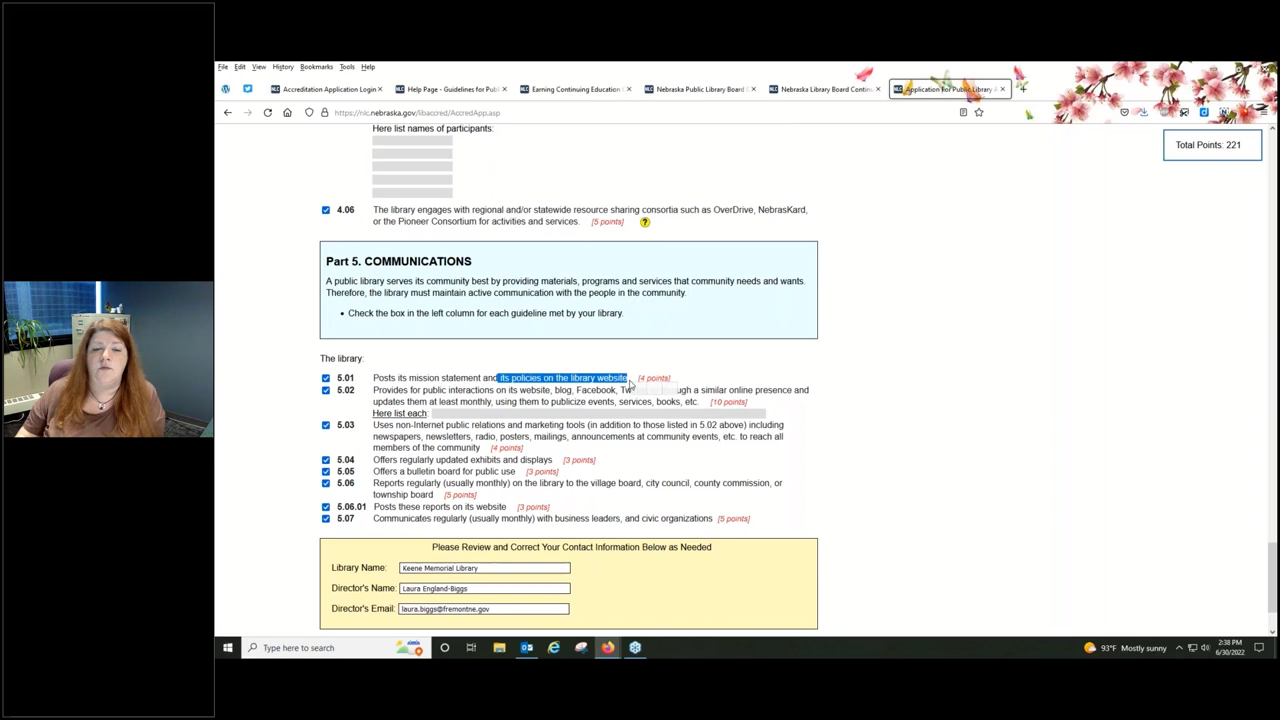 File Edit View History Bookmarks Tools Help
Accreditation Application Login
Help Page - Guidelines for Publ
Earning Continuing Education
Nebraska Public Library Board
Nebraska Library Board Contin
Application For Public Library A
https://nlc.nebraska.gov/libaccred/AccredApp.asp
Total Points: 221
Here list names of participants:
4.06 The library engages with regional and/or statewide resource sharing consortia such as OverDrive, NebrasKard,
or the Pioneer Consortium for activities and services. [5 points] ?
Part 5. COMMUNICATIONS
A public library serves its community best by providing materials, programs and services that community needs and wants.
Therefore, the library must maintain active communication with the people in the community.
• Check the box in the left column for each guideline met by your library.
The library:
5.01 Posts its mission statement and its policies on the library website [4 points]
5.02 Provides for public interactions on its website, blog, Facebook, through a similar online presence and
updates them at least monthly, using them to publicize events, services, books, etc. [10 points]
Here list each:
5.03 Uses non-Internet public relations and marketing tools (in addition to those listed in 5.02 above) including
newspapers, newsletters, radio, posters, mailings, announcements at community events, etc. to reach all
members of the community [4 points]
5.04 Offers regularly updated exhibits and displays [3 points]
5.05 Offers a bulletin board for public use [3 points]
5.06 Reports regularly (usually monthly) on the library to the village board, city council, county commission, or
township board [5 points]
5.06.01 Posts these reports on its website [3 points]
5.07 Communicates regularly (usually monthly) with business leaders, and civic organizations [5 points]
Please Review and Correct Your Contact Information Below as Needed
Library Name: Keene Memorial Library
Director's Name: Laura England-Biggs
Director's Email: laura.biggs@fremontne.gov
Type here to search
93°F Mostly sunny
2:38 PM
6/30/2022